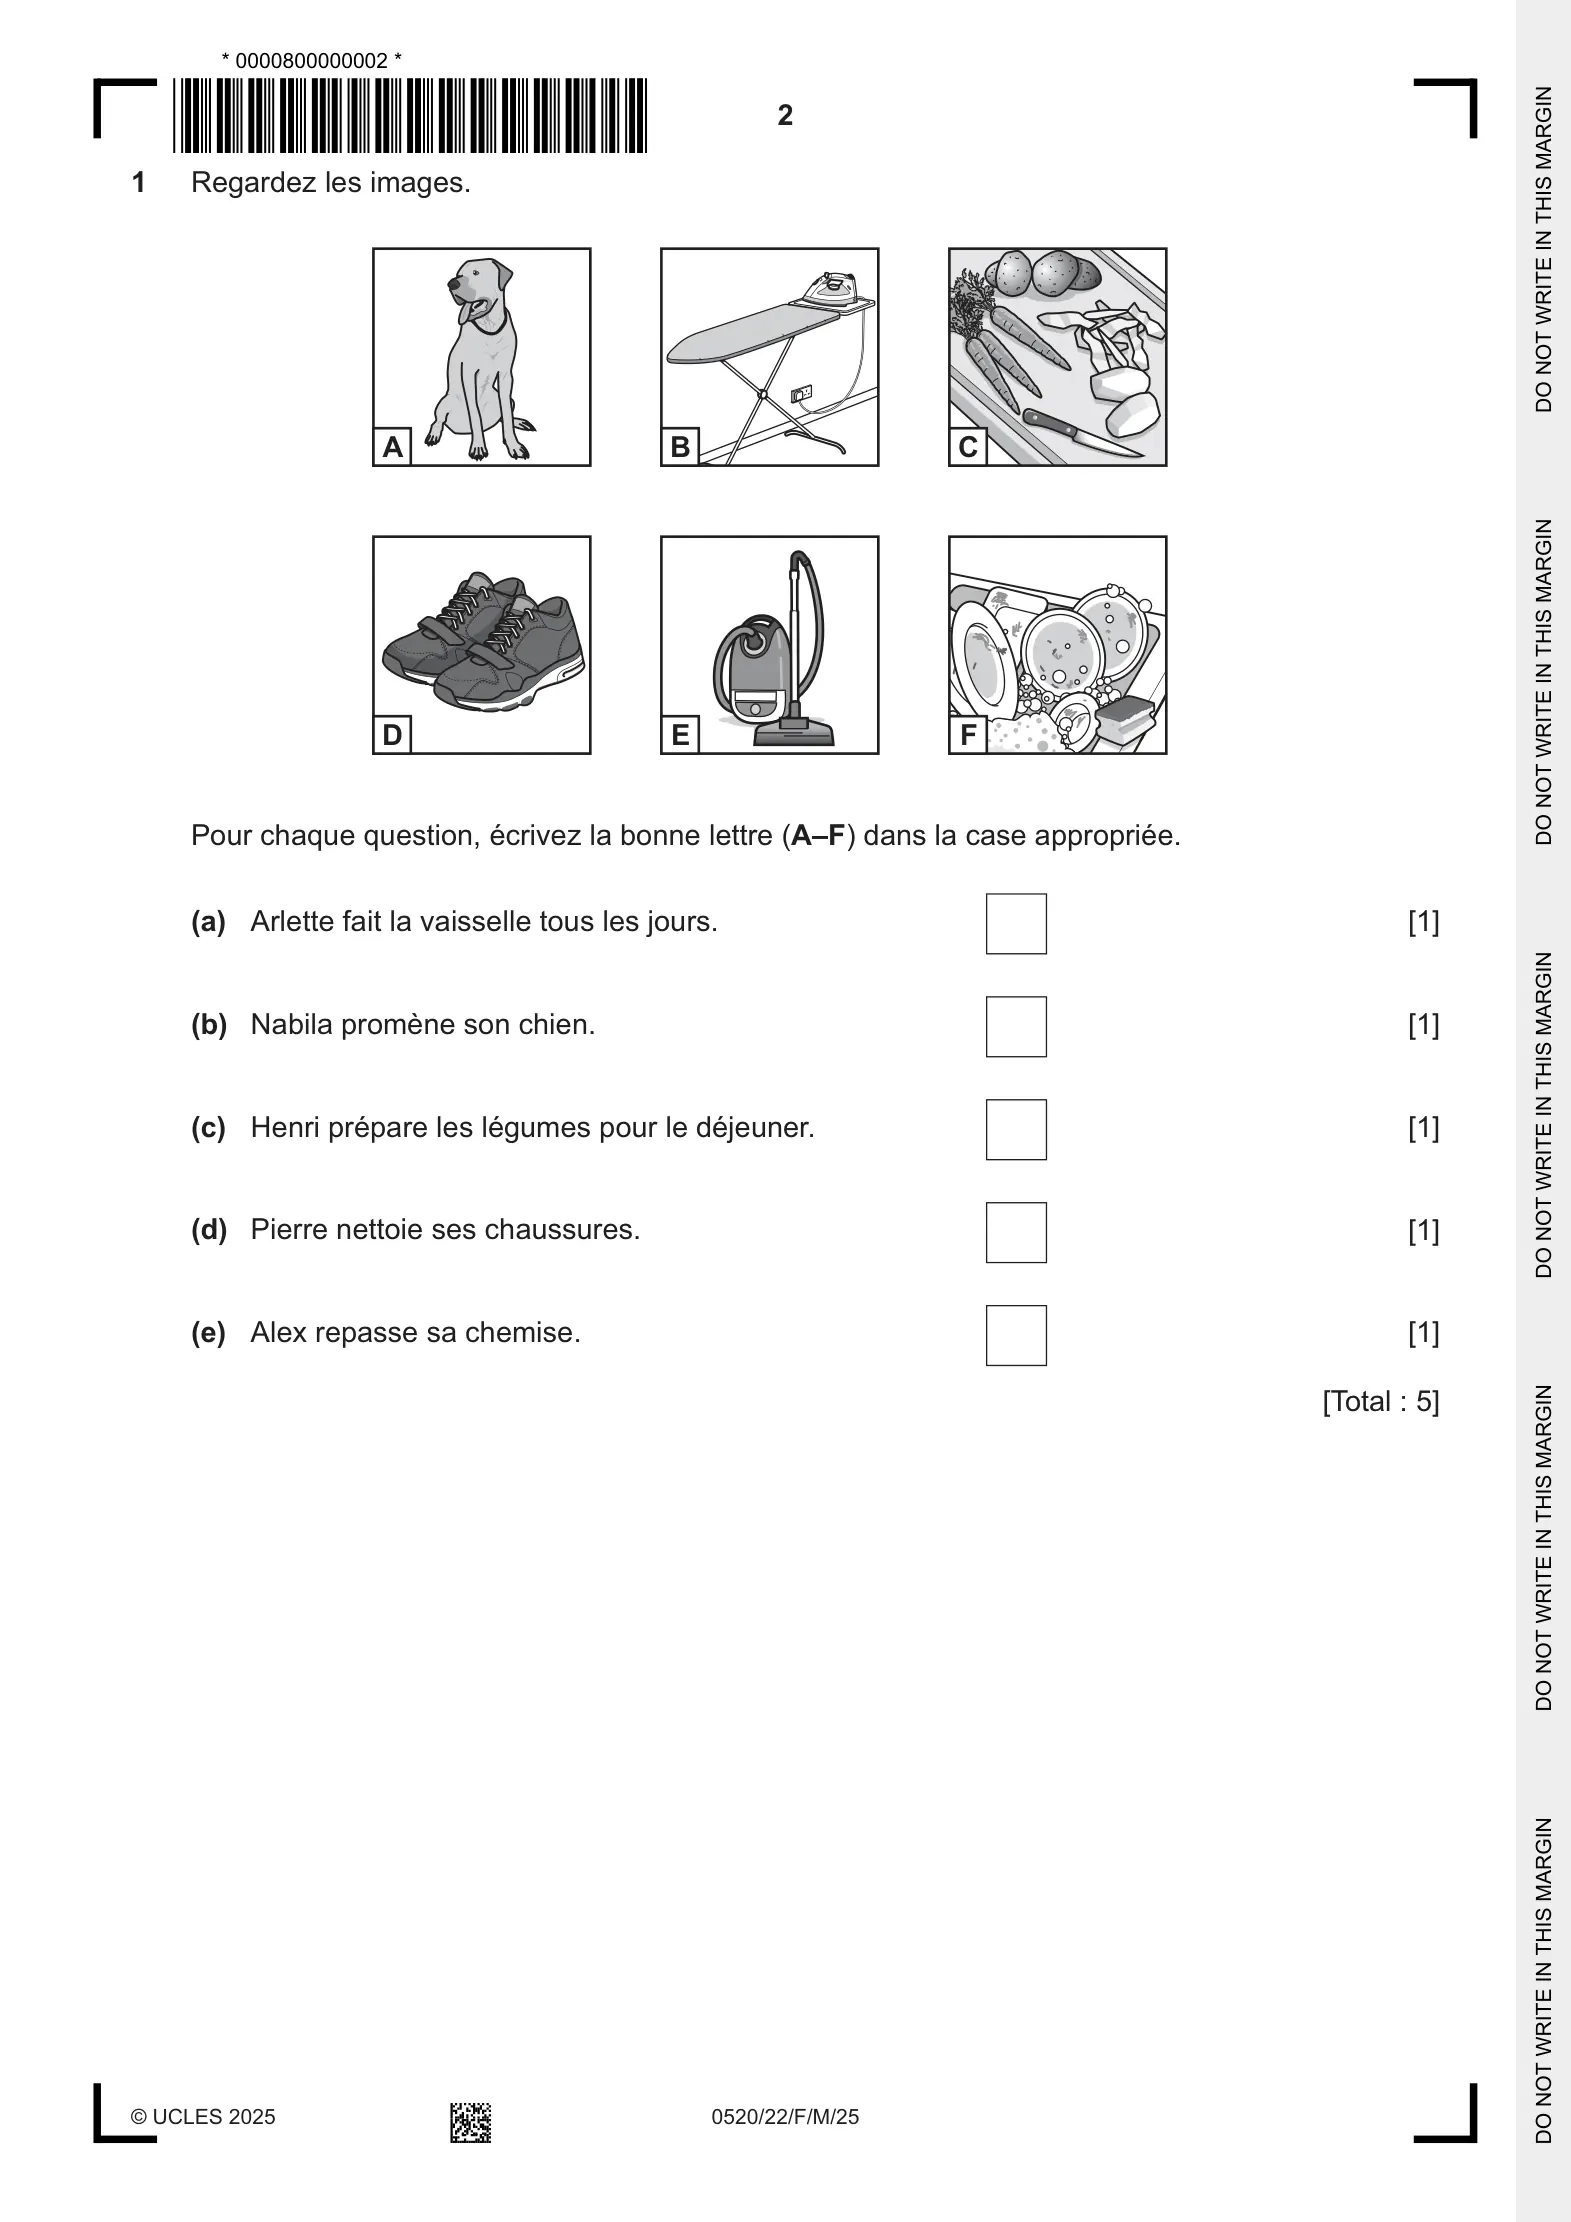 * 0000800000002 *
2
1 Regardez les images.
A
B
C
D
E
F
Pour chaque question, écrivez la bonne lettre (A–F) dans la case appropriée.
(a) Arlette fait la vaisselle tous les jours. [1]
(b) Nabila promène son chien. [1]
(c) Henri prépare les légumes pour le déjeuner. [1]
(d) Pierre nettoie ses chaussures. [1]
(e) Alex repasse sa chemise. [1]
[Total : 5]
© UCLES 2025
0520/22/F/M/25
DO NOT WRITE IN THIS MARGIN
DO NOT WRITE IN THIS MARGIN
DO NOT WRITE IN THIS MARGIN
DO NOT WRITE IN THIS MARGIN
DO NOT WRITE IN THIS MARGIN